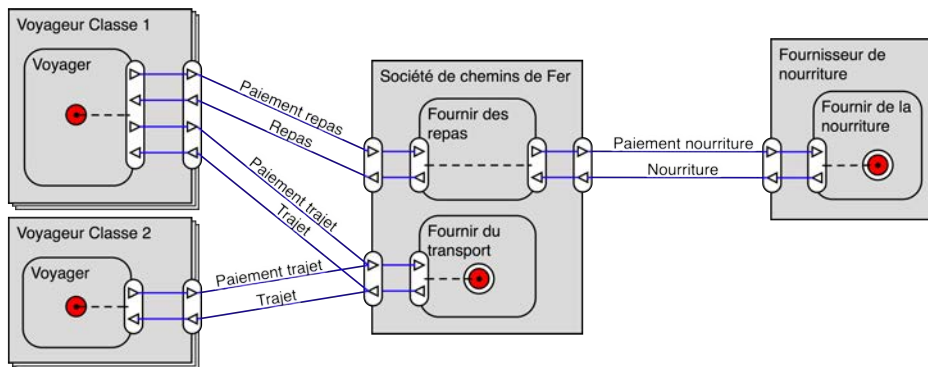 Voyageur Classe 1
Voyager
Paiement repas
Repas
Paiement trajet
Trajet
Voyageur Classe 2
Voyager
Paiement trajet
Trajet
Société de chemins de Fer
Fournir des
repas
Fournir du
transport
Paiement nourriture
Nourriture
Fournisseur de
nourriture
Fournir de la
nourriture